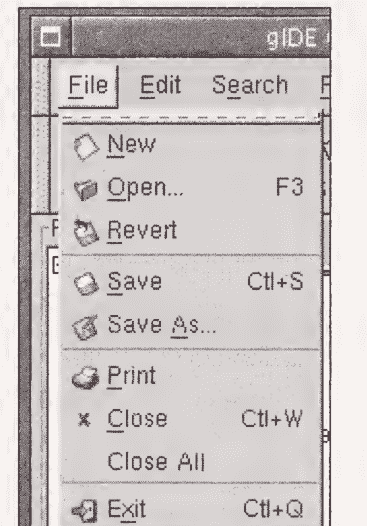 gIDE
File Edit Search
New
Open... F3
Revert
Save Ctl+S
Save As...
Print
Close Ctl+W
Close All
Exit Ctl+Q